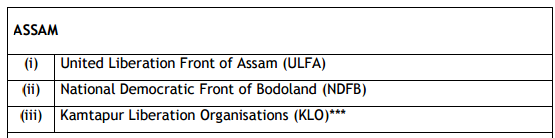 ASSAM
(i) United Liberation Front of Assam (ULFA)
(ii) National Democratic Front of Bodoland (NDFB)
(iii) Kamtapur Liberation Organisations (KLO)***